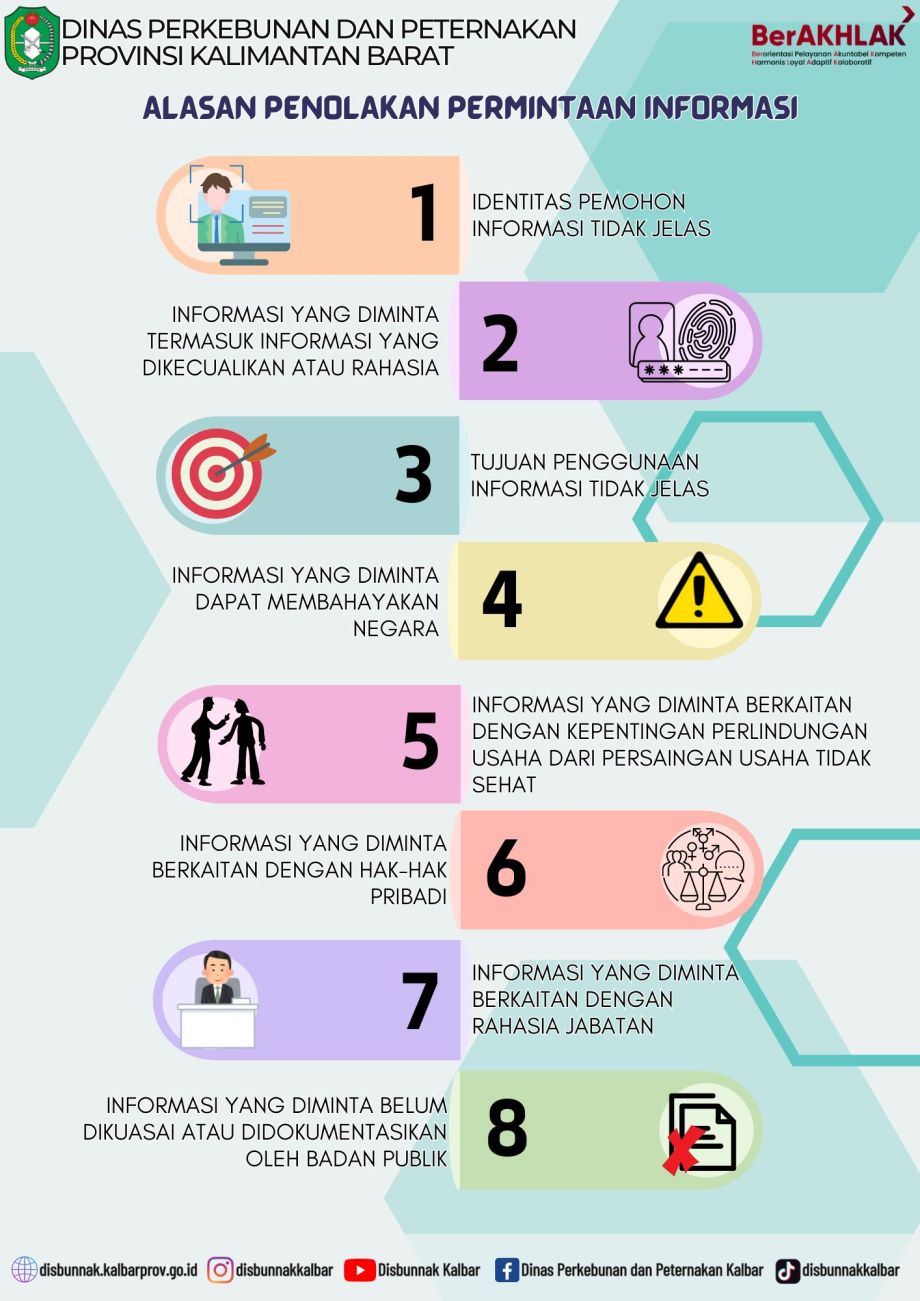 DINAS PERKEBUNAN DAN PETERNAKAN
PROVINSI KALIMANTAN BARAT
BerAKHLAK
Berorientasi Pelayanan Akuntabel Kompeten
Harmonis Loyal Adaptif Kolaboratif
ALASAN PENOLAKAN PERMINTAAN INFORMASI
1
IDENTITAS PEMOHON
INFORMASI TIDAK JELAS
2
INFORMASI YANG DIMINTA
TERMASUK INFORMASI YANG
DIKECUALIKAN ATAU RAHASIA
3
TUJUAN PENGGUNAAN
INFORMASI TIDAK JELAS
4
INFORMASI YANG DIMINTA
DAPAT MEMBAHAYAKAN
NEGARA
5
INFORMASI YANG DIMINTA BERKAITAN
DENGAN KEPENTINGAN PERLINDUNGAN
USAHA DARI PERSAINGAN USAHA TIDAK
SEHAT
6
INFORMASI YANG DIMINTA
BERKAITAN DENGAN HAK-HAK
PRIBADI
7
INFORMASI YANG DIMINTA
BERKAITAN DENGAN
RAHASIA JABATAN
8
INFORMASI YANG DIMINTA BELUM
DIKUASAI ATAU DIDOKUMENTASIKAN
OLEH BADAN PUBLIK
disbunnak.kalbarprov.go.id
disbunnakkalbar
Disbunnak Kalbar
Dinas Perkebunan dan Peternakan Kalbar
disbunnakkalbar